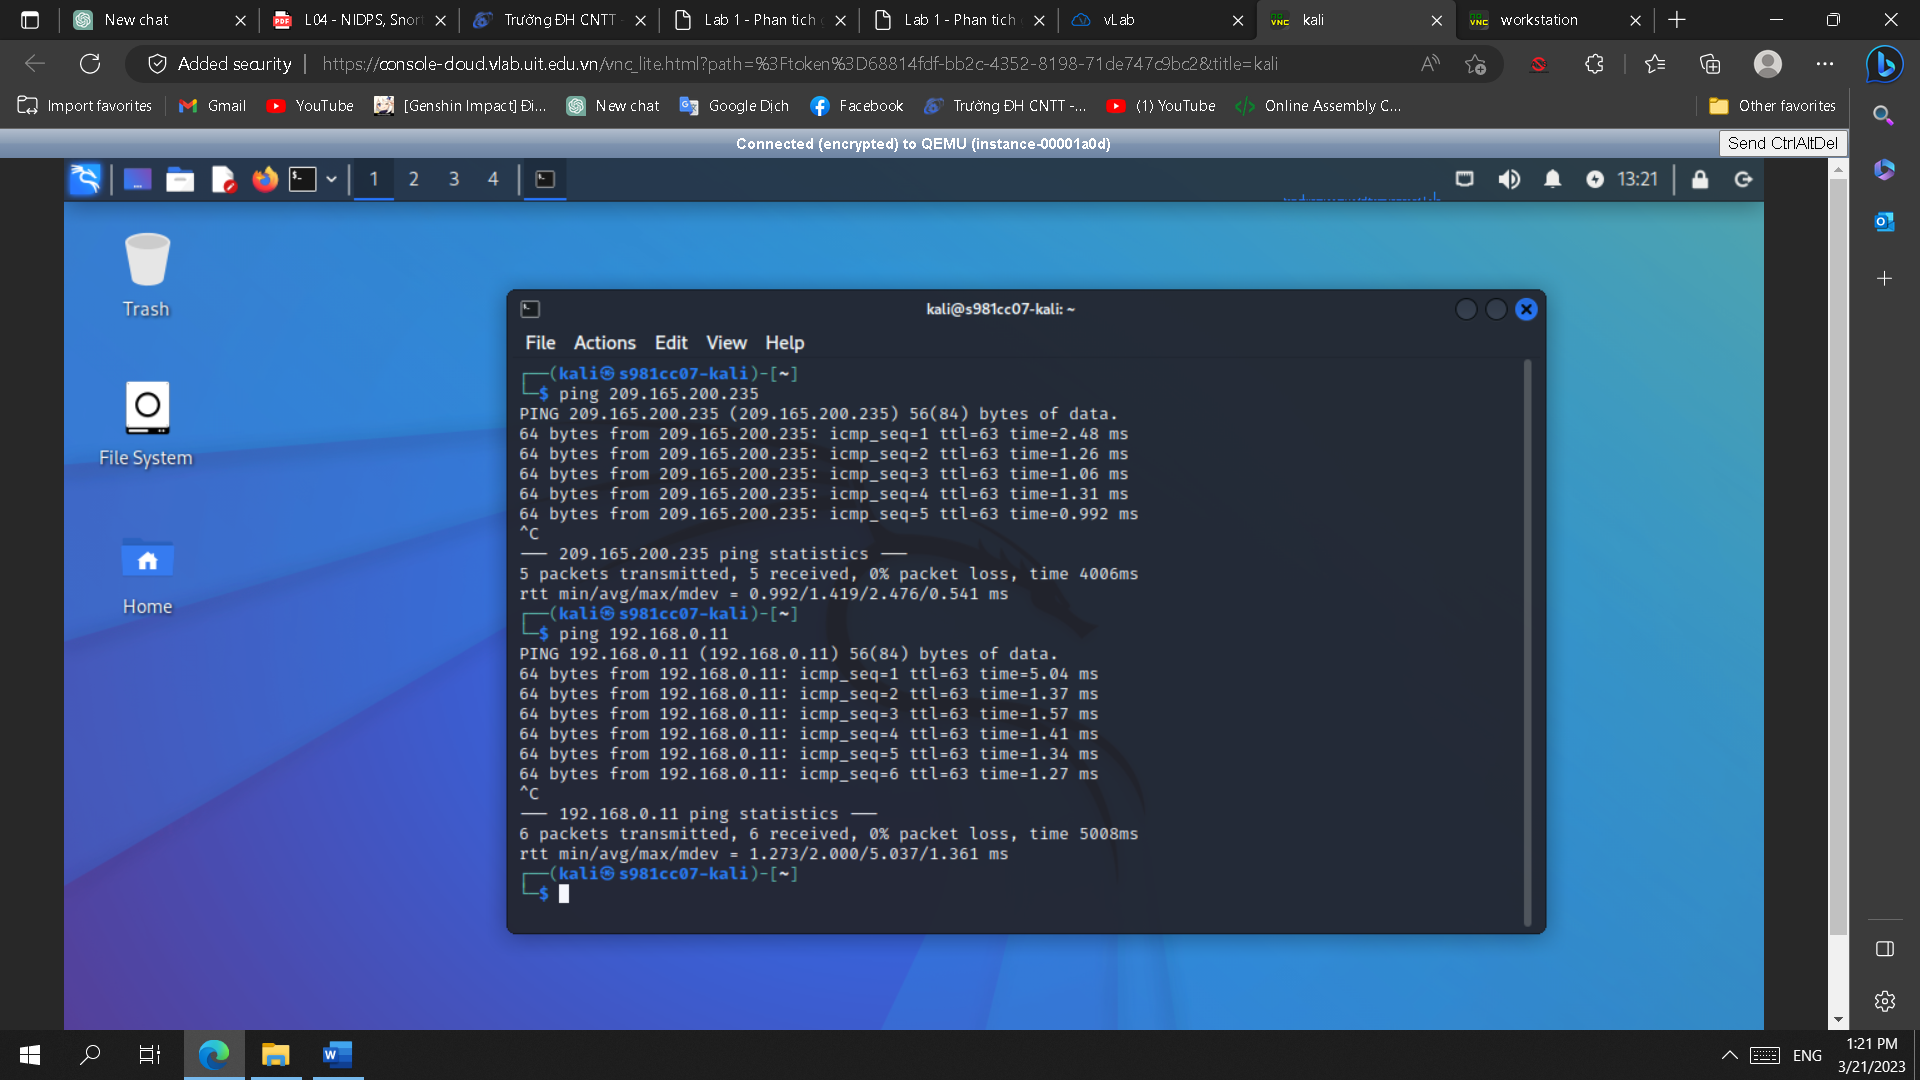 New chat
L04 - NIDPS, Snort
Trường ĐH CNTT -
Lab 1 - Phan tich
Lab 1 - Phan tich
vLab
kali
workstation
Added security
https://console-cloud.vlab.uit.edu.vn/vnc_lite.html?path=%3Ftoken%3D68814fdf-bb2c-4352-8198-71de747c9bc2&title=kali
Import favorites
Gmail
YouTube
[Genshin Impact] Đi...
New chat
Google Dịch
Facebook
Trường ĐH CNTT -...
(1) YouTube
Online Assembly C...
Other favorites
Connected (encrypted) to QEMU (instance-00001a0d)
Send CtrlAltDel
1 2 3 4
13:21
Trash
File System
Home
kali@s981cc07-kali: ~
File Actions Edit View Help
┌──(kali㉿s981cc07-kali)-[~]
└─$ ping 209.165.200.235
PING 209.165.200.235 (209.165.200.235) 56(84) bytes of data.
64 bytes from 209.165.200.235: icmp_seq=1 ttl=63 time=2.48 ms
64 bytes from 209.165.200.235: icmp_seq=2 ttl=63 time=1.26 ms
64 bytes from 209.165.200.235: icmp_seq=3 ttl=63 time=1.06 ms
64 bytes from 209.165.200.235: icmp_seq=4 ttl=63 time=1.31 ms
64 bytes from 209.165.200.235: icmp_seq=5 ttl=63 time=0.992 ms
^C
--- 209.165.200.235 ping statistics ---
5 packets transmitted, 5 received, 0% packet loss, time 4006ms
rtt min/avg/max/mdev = 0.992/1.419/2.476/0.541 ms
┌──(kali㉿s981cc07-kali)-[~]
└─$ ping 192.168.0.11
PING 192.168.0.11 (192.168.0.11) 56(84) bytes of data.
64 bytes from 192.168.0.11: icmp_seq=1 ttl=63 time=5.04 ms
64 bytes from 192.168.0.11: icmp_seq=2 ttl=63 time=1.37 ms
64 bytes from 192.168.0.11: icmp_seq=3 ttl=63 time=1.57 ms
64 bytes from 192.168.0.11: icmp_seq=4 ttl=63 time=1.41 ms
64 bytes from 192.168.0.11: icmp_seq=5 ttl=63 time=1.34 ms
64 bytes from 192.168.0.11: icmp_seq=6 ttl=63 time=1.27 ms
^C
--- 192.168.0.11 ping statistics ---
6 packets transmitted, 6 received, 0% packet loss, time 5008ms
rtt min/avg/max/mdev = 1.273/2.000/5.037/1.361 ms
┌──(kali㉿s981cc07-kali)-[~]
└─$
ENG
1:21 PM
3/21/2023